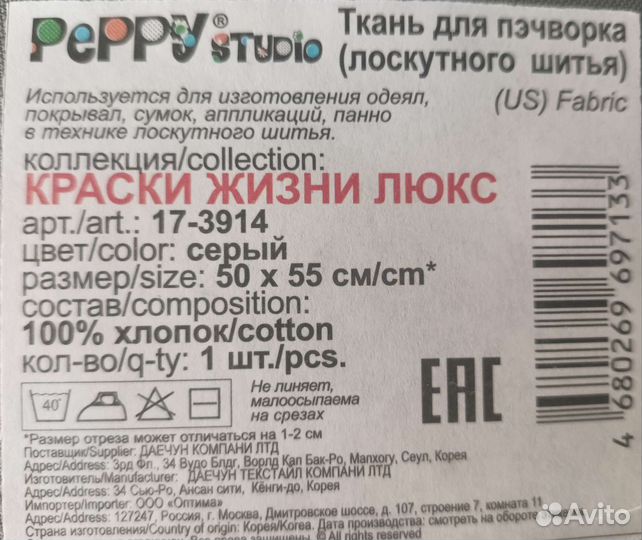 PePPY® STUDIO
Ткань для пэчворка
(лоскутного шитья)
Используется для изготовления одеял,
покрывал, сумок, аппликаций, панно
в технике лоскутного шитья.
(US) Fabric
коллекция/collection:
КРАСКИ ЖИЗНИ ЛЮКС
арт./art.: 17-3914
цвет/color: серый
размер/size: 50 х 55 см/cm*
состав/composition:
100% хлопок/cotton
кол-во/q-ty: 1 шт./pcs.
40°
Не линяет,
малоосыпаема
на срезах
EAC
4 680269 697133
*Размер отреза может отличаться на 1-2 см
Поставщик/Supplier: ДАЕЧУН КОМПАНИ ЛТД
Адрес/Address: 3рд Фл., 34 Вудо Блдг, Ворлд Кап Бак-Ро, Мапхогу, Сеул, Корея
Изготовитель/Manufacturer: ДАЕЧУН ТЕКСТАЙЛ КОМПАНИ ЛТД
Адрес/Address: 34 Сью-Ро, Ансан сити, Кёнги-до, Корея
Импортер/Importer: ООО «Оптима»
Адрес/Address: 127247, Россия, г. Москва, Дмитровское шоссе, д. 107, строение 7, комната 11
Страна изготовления/Country of origin: Корея/Korea. Дата производства: смотреть на обороте
Все права защищены/ © All rights reserved
Avito